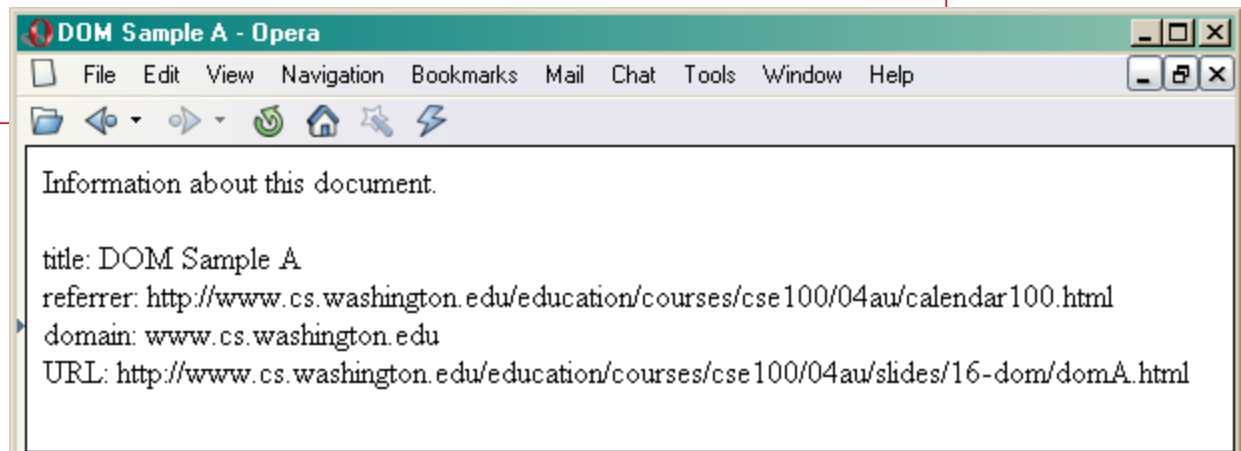 DOM Sample A - Opera
File Edit View Navigation Bookmarks Mail Chat Tools Window Help
Information about this document.
title: DOM Sample A
referrer: http://www.cs.washington.edu/education/courses/cse100/04au/calendar100.html
domain: www.cs.washington.edu
URL: http://www.cs.washington.edu/education/courses/cse100/04au/slides/16-dom/domA.html